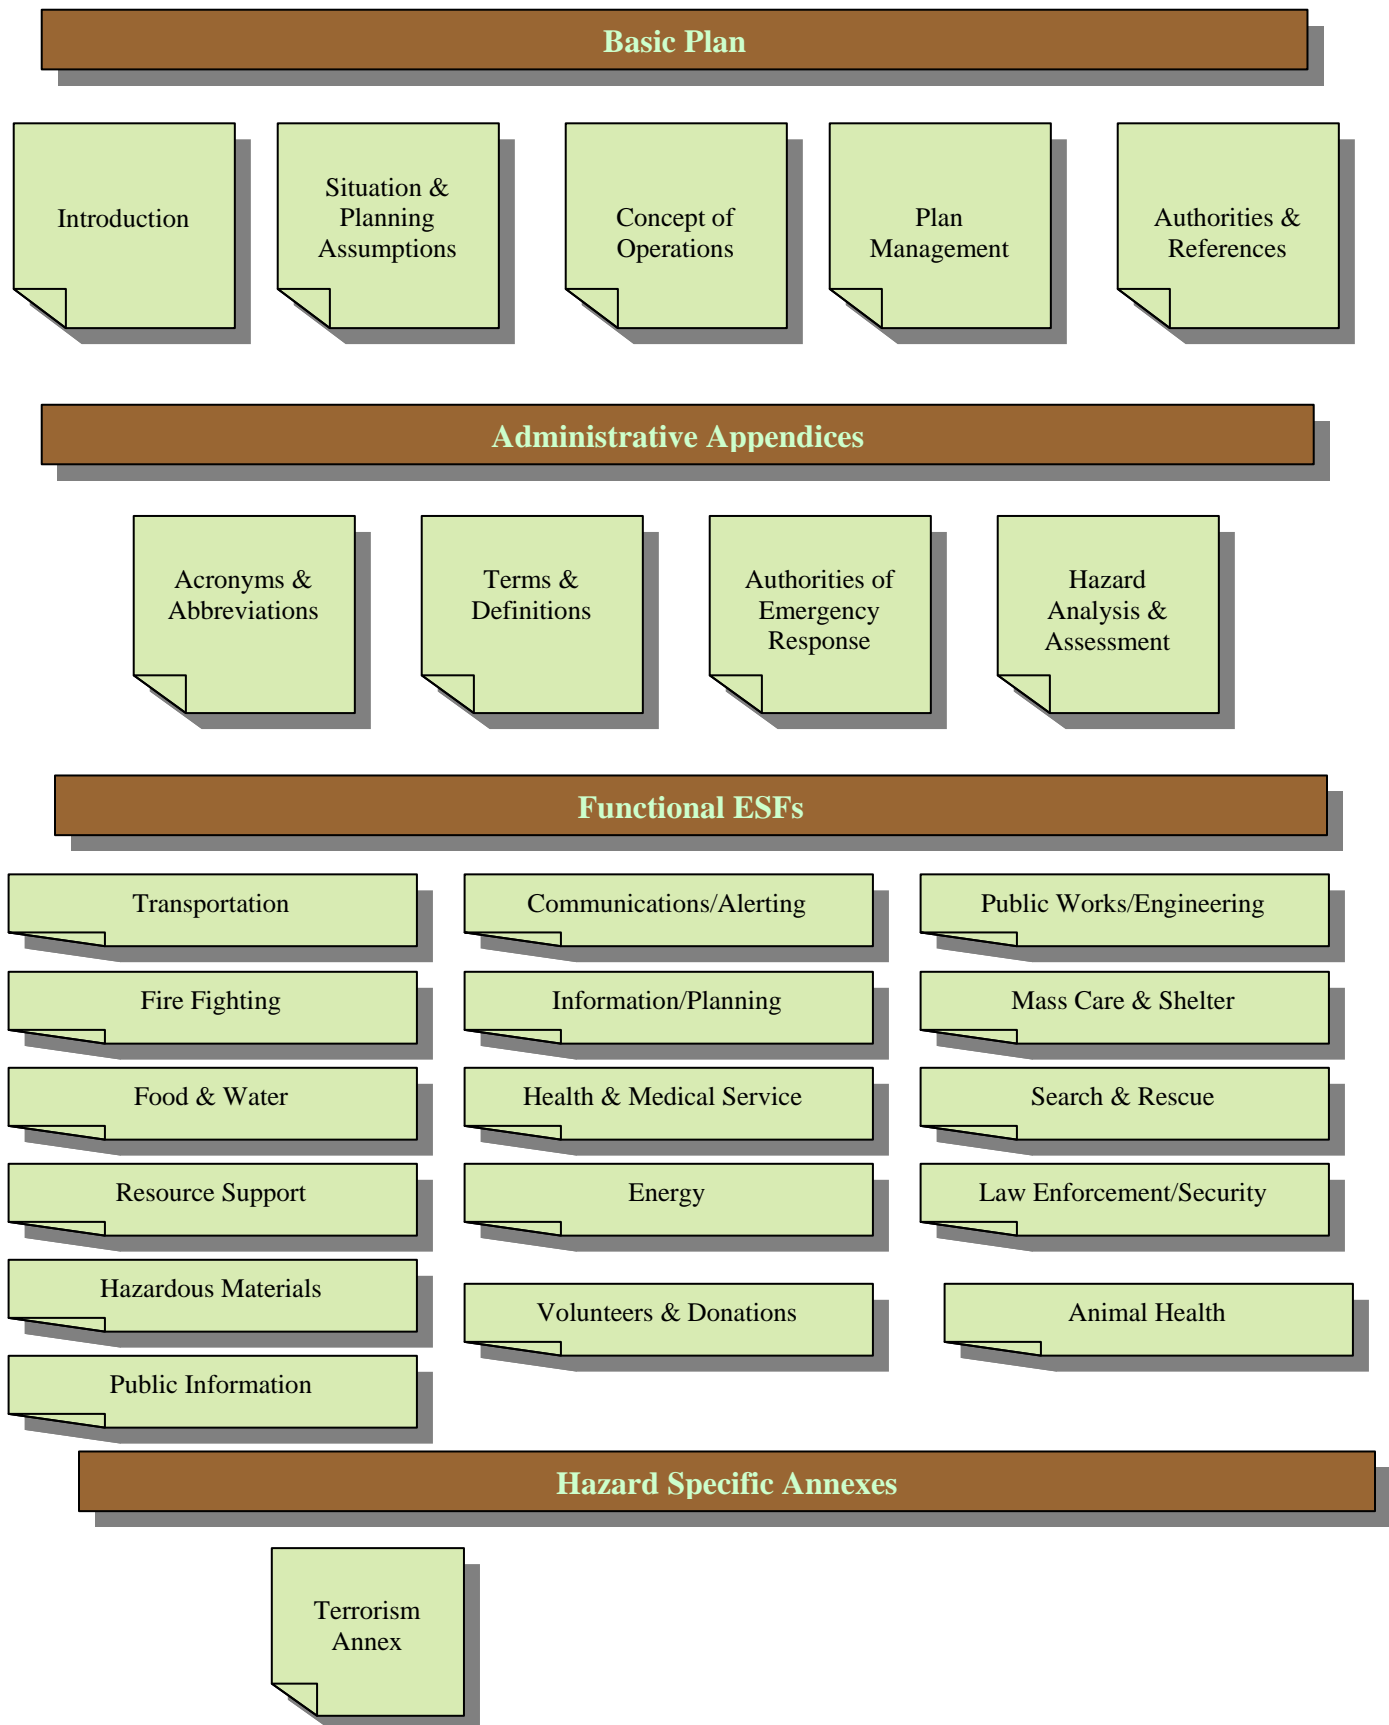 Basic Plan
Introduction
Situation &
Planning
Assumptions
Concept of
Operations
Plan
Management
Authorities &
References
Administrative Appendices
Acronyms &
Abbreviations
Terms &
Definitions
Authorities of
Emergency
Response
Hazard
Analysis &
Assessment
Functional ESFs
Transportation
Communications/Alerting
Public Works/Engineering
Fire Fighting
Information/Planning
Mass Care & Shelter
Food & Water
Health & Medical Service
Search & Rescue
Resource Support
Energy
Law Enforcement/Security
Hazardous Materials
Volunteers & Donations
Animal Health
Public Information
Hazard Specific Annexes
Terrorism
Annex